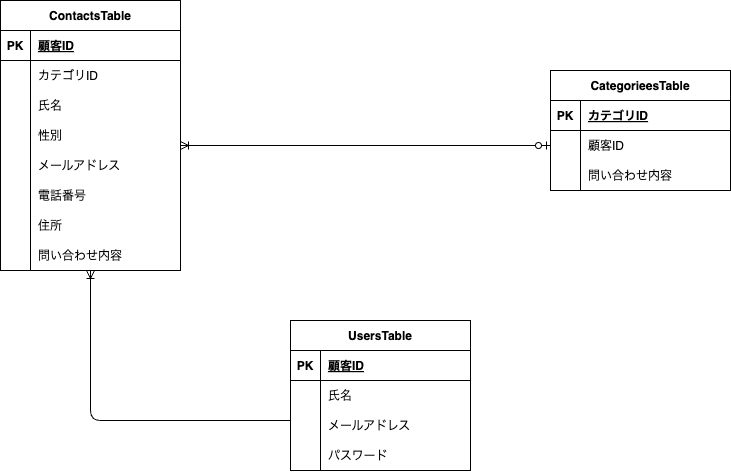 ContactsTable
PK 顧客ID
カテゴリID
氏名
性別
メールアドレス
電話番号
住所
問い合わせ内容
CategorieesTable
PK カテゴリID
顧客ID
問い合わせ内容
UsersTable
PK 顧客ID
氏名
メールアドレス
パスワード